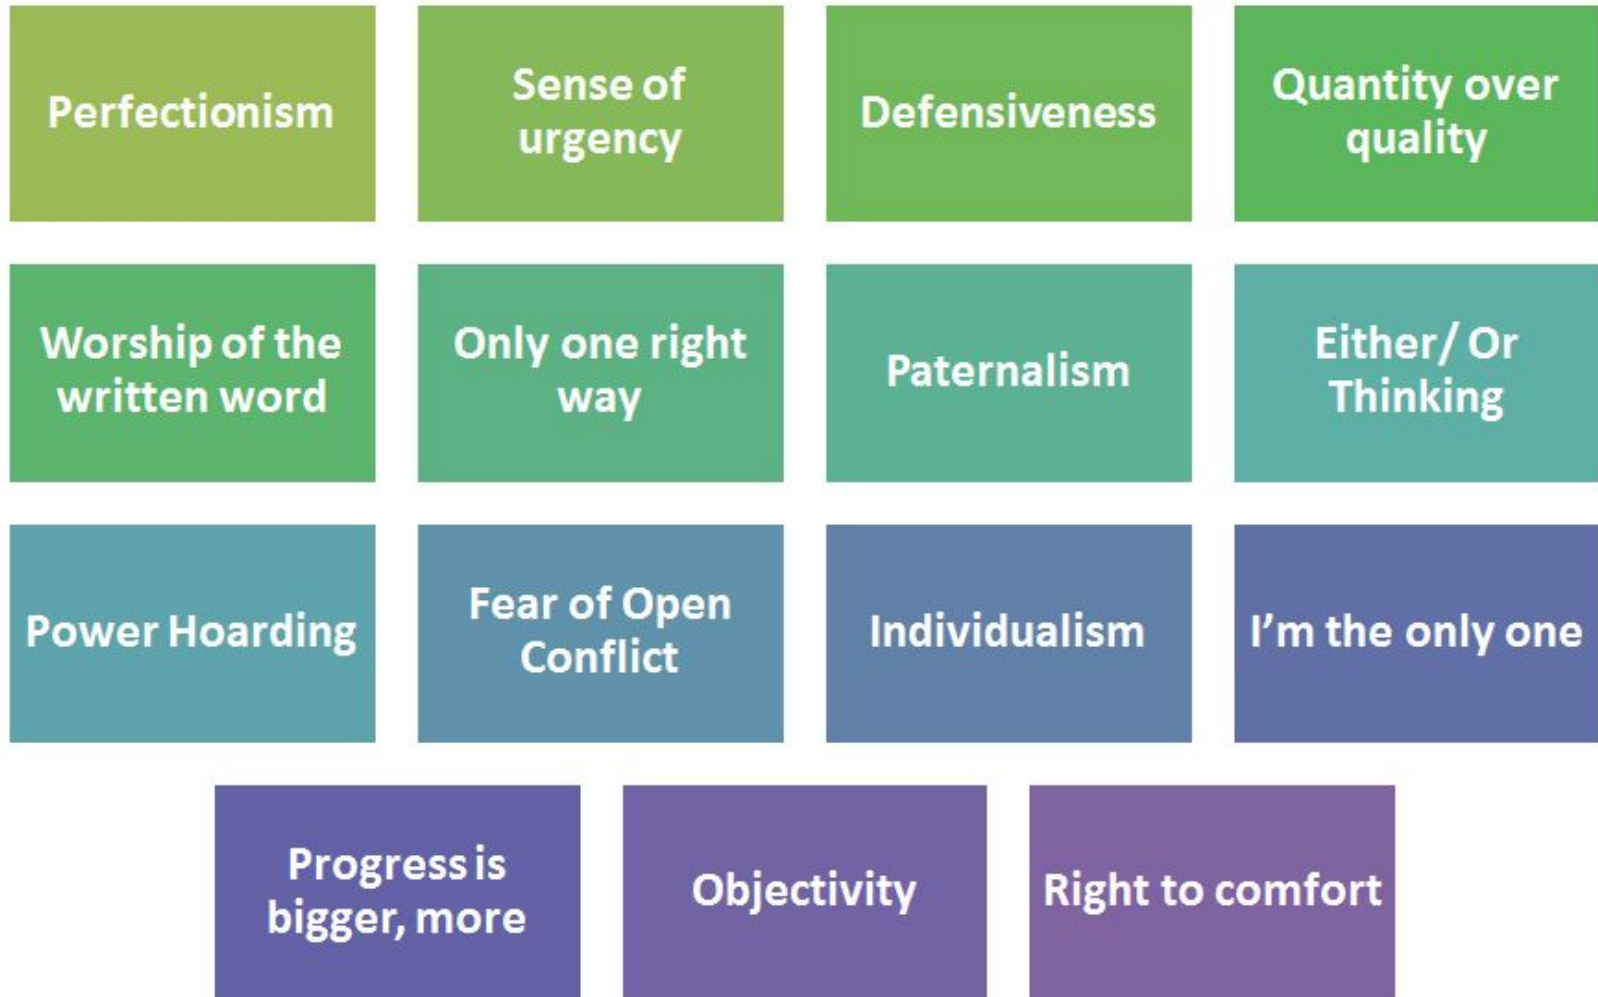 Perfectionism
Sense of
urgency
Defensiveness
Quantity over
quality
Worship of the
written word
Only one right
way
Paternalism
Either/ Or
Thinking
Power Hoarding
Fear of Open
Conflict
Individualism
I'm the only one
Progress is
bigger, more
Objectivity
Right to comfort